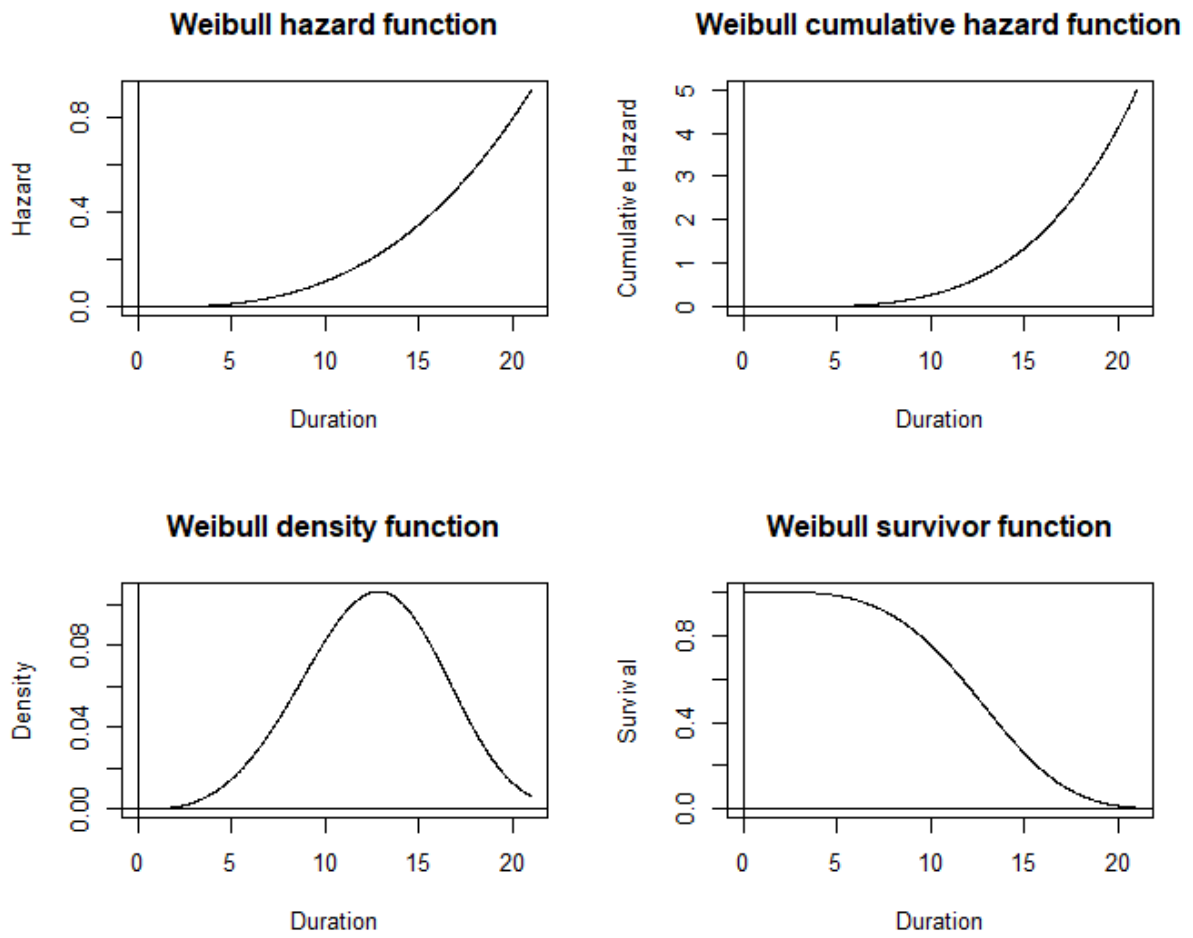 Weibull hazard function
Hazard
0.0 0.4 0.8
0 5 10 15 20
Duration
Weibull cumulative hazard function
Cumulative Hazard
0 1 2 3 4 5
0 5 10 15 20
Duration
Weibull density function
Density
0.00 0.04 0.08
0 5 10 15 20
Duration
Weibull survivor function
Survival
0.0 0.4 0.8
0 5 10 15 20
Duration